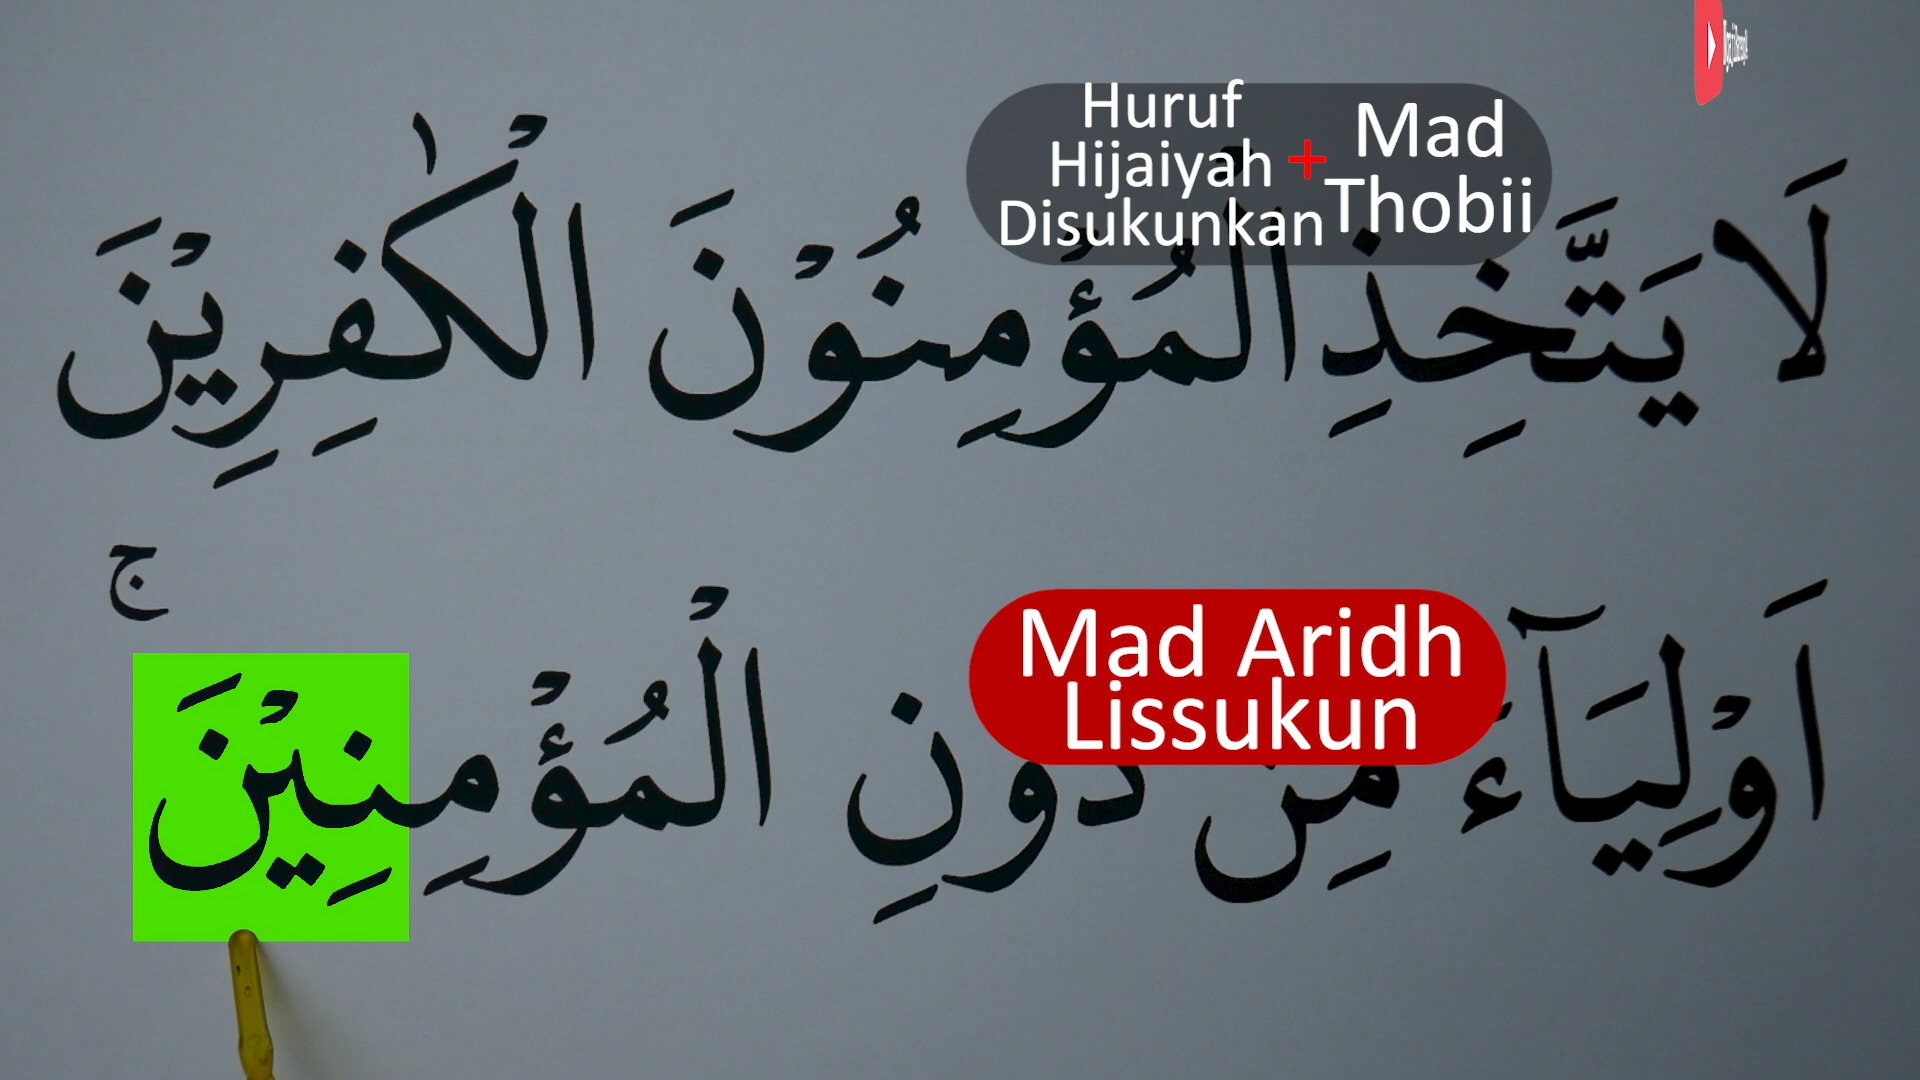 Huruf
Hijaiyah + Mad
Disukunkan Thobii
لَا يَتَّخِذِ الْمُؤْمِنُوْنَ الْكٰفِرِيْنَ
ج
اَوْلِيَآءَ مِنْ دُوْنِ الْمُؤْمِنِيْنَ
Mad Aridh
Lissukun